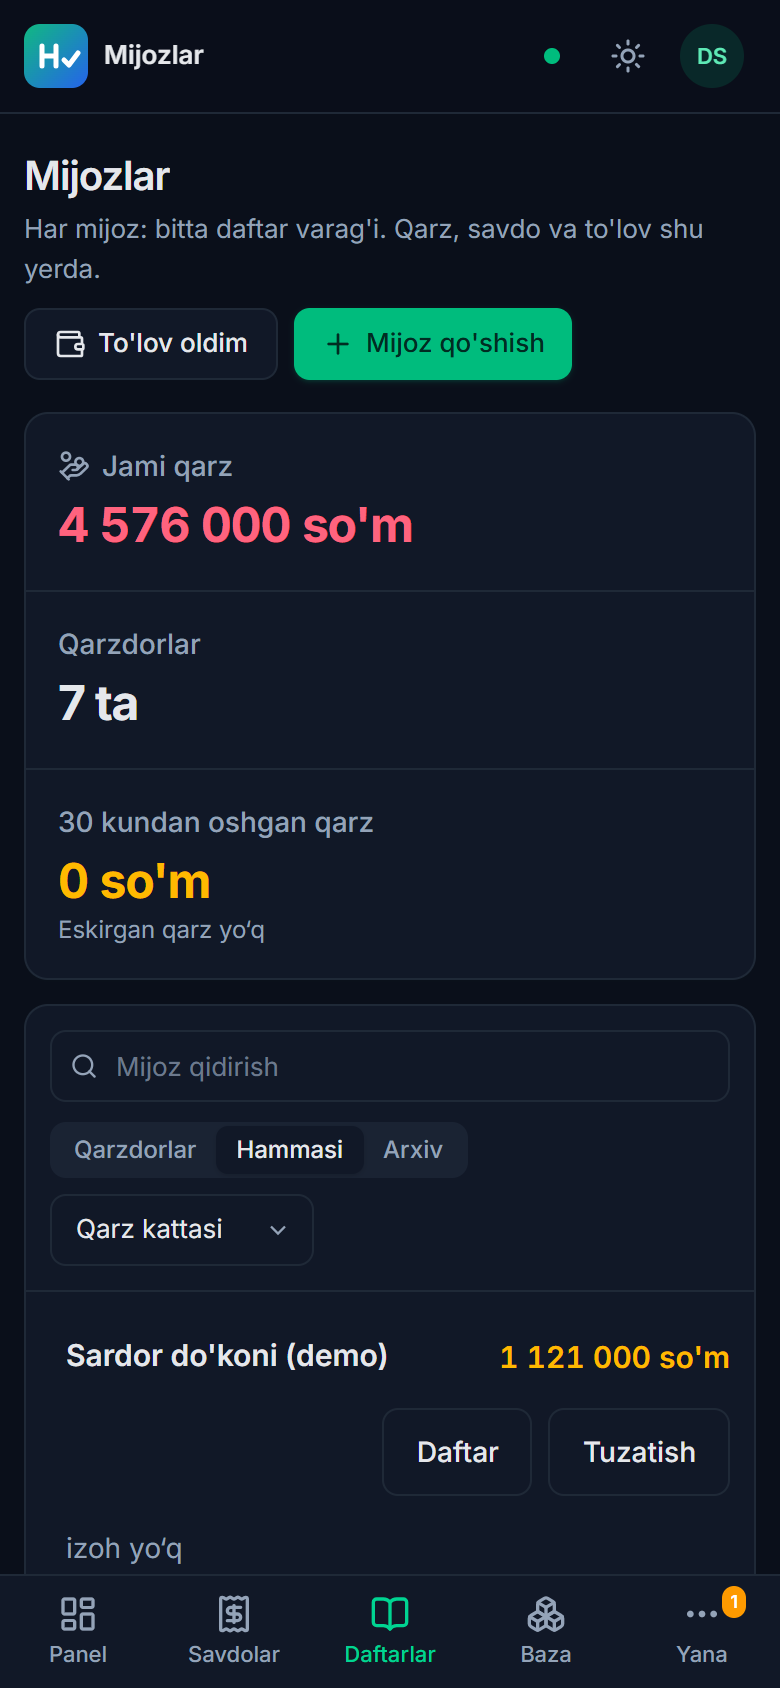 H✓ Mijozlar DS
Mijozlar
Har mijoz: bitta daftar varag'i. Qarz, savdo va to'lov shu
yerda.
To'lov oldim
+ Mijoz qo'shish
Jami qarz
4 576 000 so'm
Qarzdorlar
7 ta
30 kundan oshgan qarz
0 so'm
Eskirgan qarz yo‘q
Mijoz qidirish
Qarzdorlar Hammasi Arxiv
Qarz kattasi
Sardor do'koni (demo) 1 121 000 so'm
Daftar Tuzatish
izoh yo‘q
1
Panel Savdolar Daftarlar Baza Yana